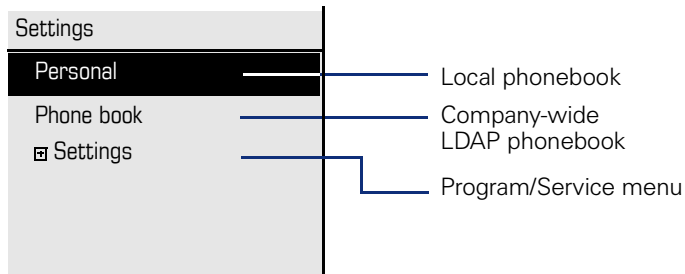 Settings
Personal
Local phonebook
Phone book
Company-wide
LDAP phonebook
Settings
Program/Service menu